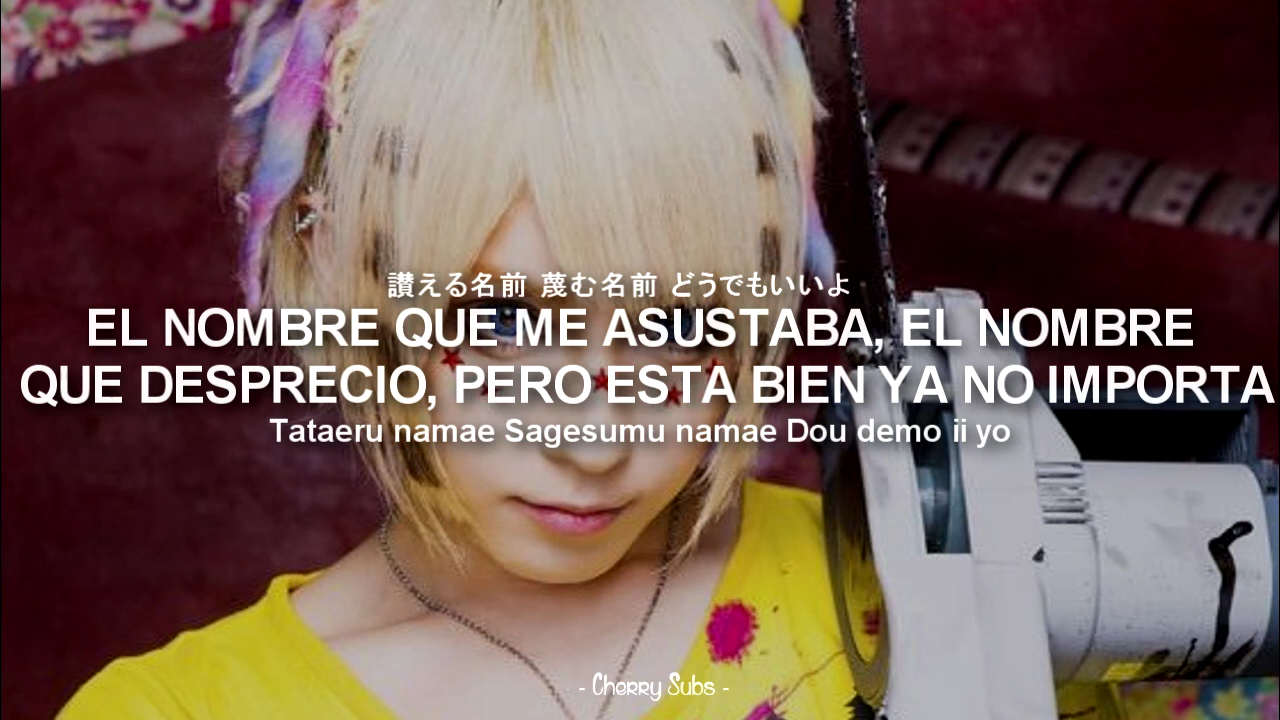 讃える名前 蔑む名前 どうでもいいよ
EL NOMBRE QUE ME ASUSTABA, EL NOMBRE
QUE DESPRECIO, PERO ESTA BIEN YA NO IMPORTA
Tataeru namae Sagesumu namae Dou demo ii yo
- Cherry Subs -